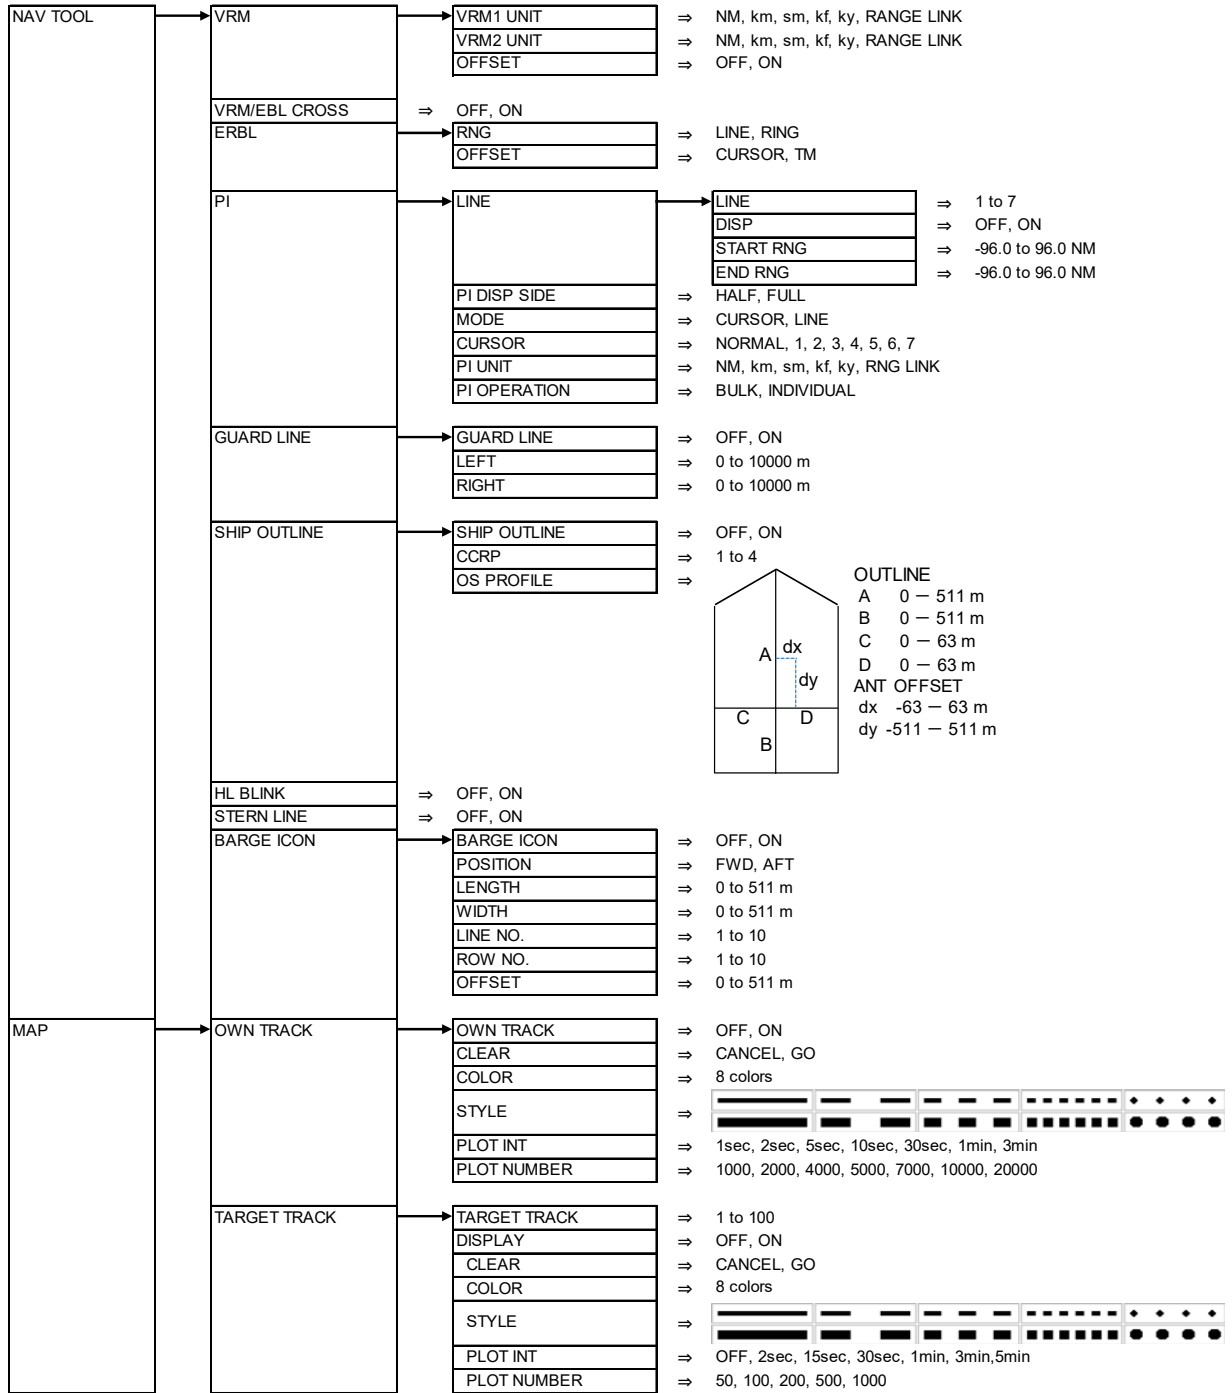 NAV TOOL VRM VRM1 UNIT ⇒ NM, km, sm, kf, ky, RANGE LINK
VRM2 UNIT ⇒ NM, km, sm, kf, ky, RANGE LINK
OFFSET ⇒ OFF, ON
VRM/EBL CROSS ⇒ OFF, ON
ERBL RNG ⇒ LINE, RING
OFFSET ⇒ CURSOR, TM
PI LINE LINE ⇒ 1 to 7
DISP ⇒ OFF, ON
START RNG ⇒ -96.0 to 96.0 NM
END RNG ⇒ -96.0 to 96.0 NM
PI DISP SIDE ⇒ HALF, FULL
MODE ⇒ CURSOR, LINE
CURSOR ⇒ NORMAL, 1, 2, 3, 4, 5, 6, 7
PI UNIT ⇒ NM, km, sm, kf, ky, RNG LINK
PI OPERATION ⇒ BULK, INDIVIDUAL
GUARD LINE GUARD LINE ⇒ OFF, ON
LEFT ⇒ 0 to 10000 m
RIGHT ⇒ 0 to 10000 m
SHIP OUTLINE SHIP OUTLINE ⇒ OFF, ON
CCRP ⇒ 1 to 4
OS PROFILE ⇒
OUTLINE
A 0 － 511 m
B 0 － 511 m
C 0 － 63 m
D 0 － 63 m
ANT OFFSET
dx -63 － 63 m
dy -511 － 511 m
A dx
dy
C D
B
HL BLINK ⇒ OFF, ON
STERN LINE ⇒ OFF, ON
BARGE ICON BARGE ICON ⇒ OFF, ON
POSITION ⇒ FWD, AFT
LENGTH ⇒ 0 to 511 m
WIDTH ⇒ 0 to 511 m
LINE NO. ⇒ 1 to 10
ROW NO. ⇒ 1 to 10
OFFSET ⇒ 0 to 511 m
MAP OWN TRACK OWN TRACK ⇒ OFF, ON
CLEAR ⇒ CANCEL, GO
COLOR ⇒ 8 colors
STYLE ⇒
PLOT INT ⇒ 1sec, 2sec, 5sec, 10sec, 30sec, 1min, 3min
PLOT NUMBER ⇒ 1000, 2000, 4000, 5000, 7000, 10000, 20000
TARGET TRACK TARGET TRACK ⇒ 1 to 100
DISPLAY ⇒ OFF, ON
CLEAR ⇒ CANCEL, GO
COLOR ⇒ 8 colors
STYLE ⇒
PLOT INT ⇒ OFF, 2sec, 15sec, 30sec, 1min, 3min,5min
PLOT NUMBER ⇒ 50, 100, 200, 500, 1000